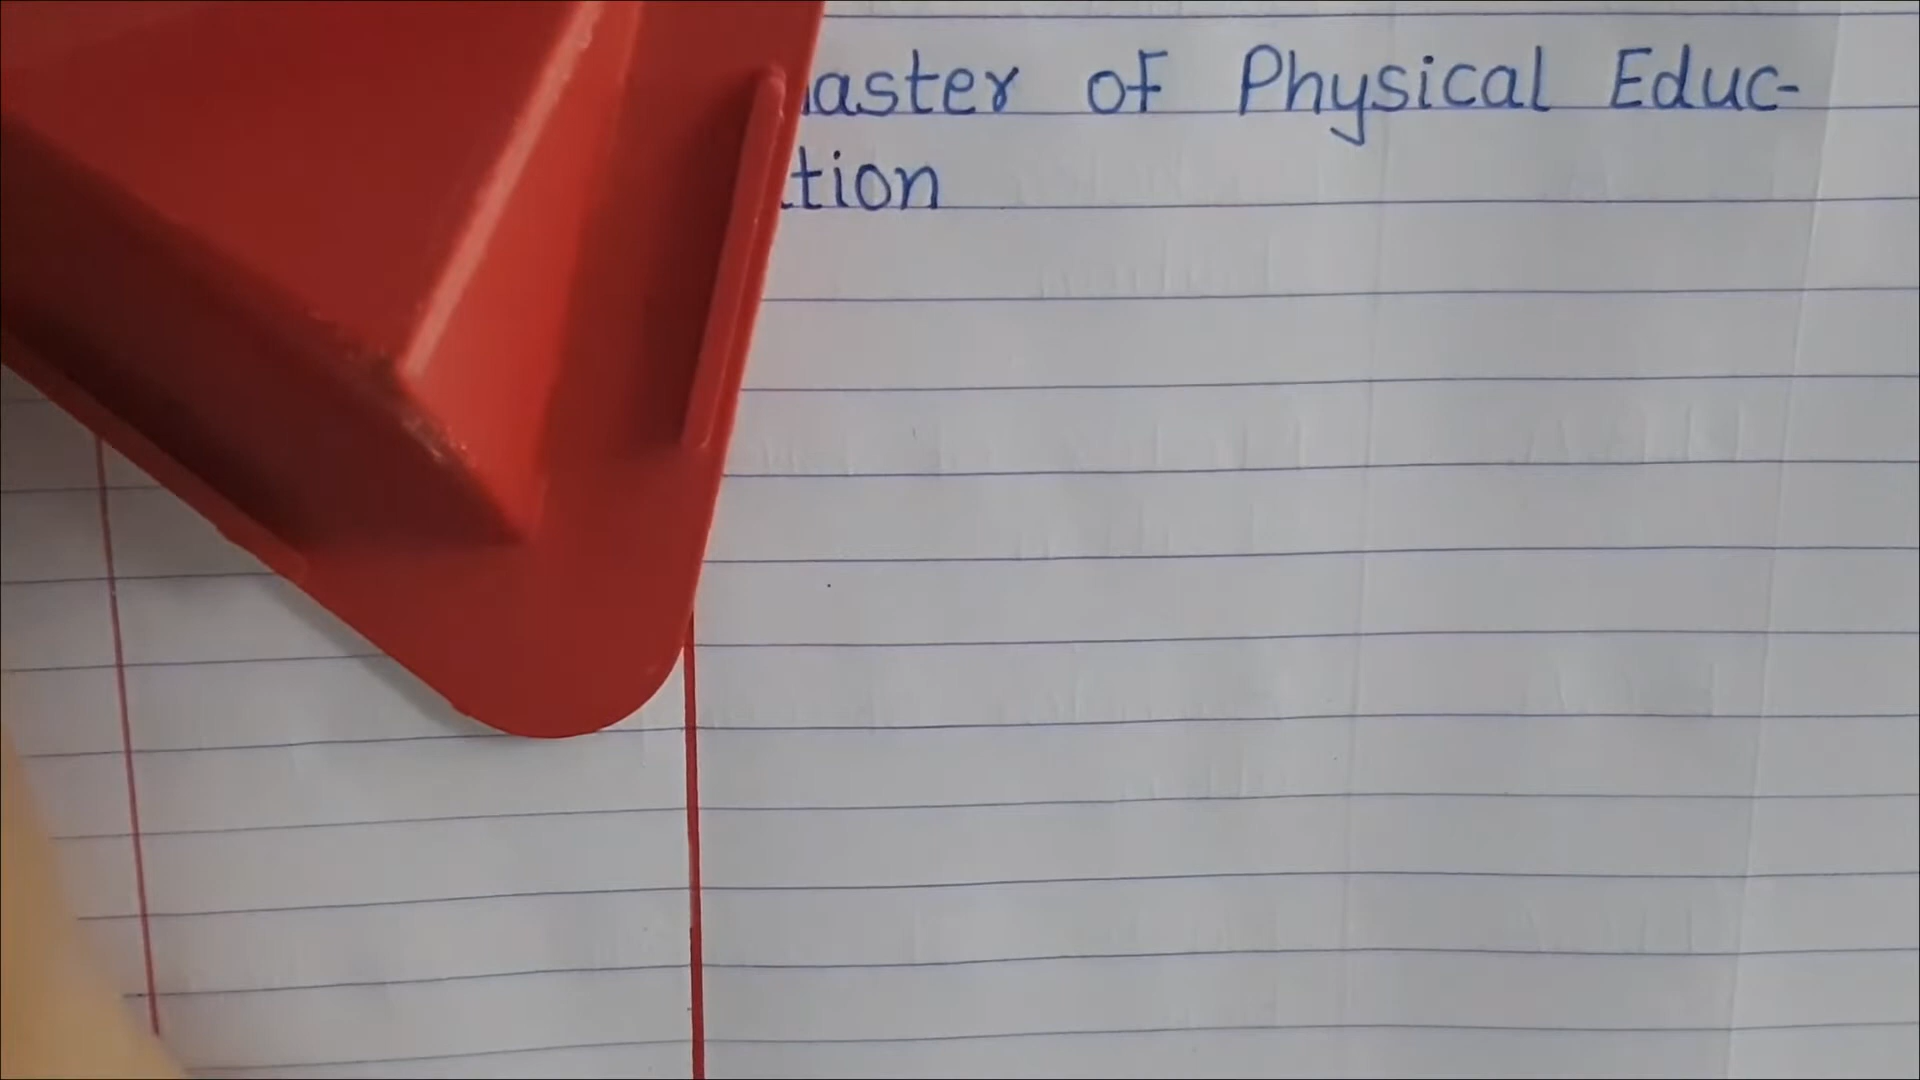 aster of Physical Educ-
tion